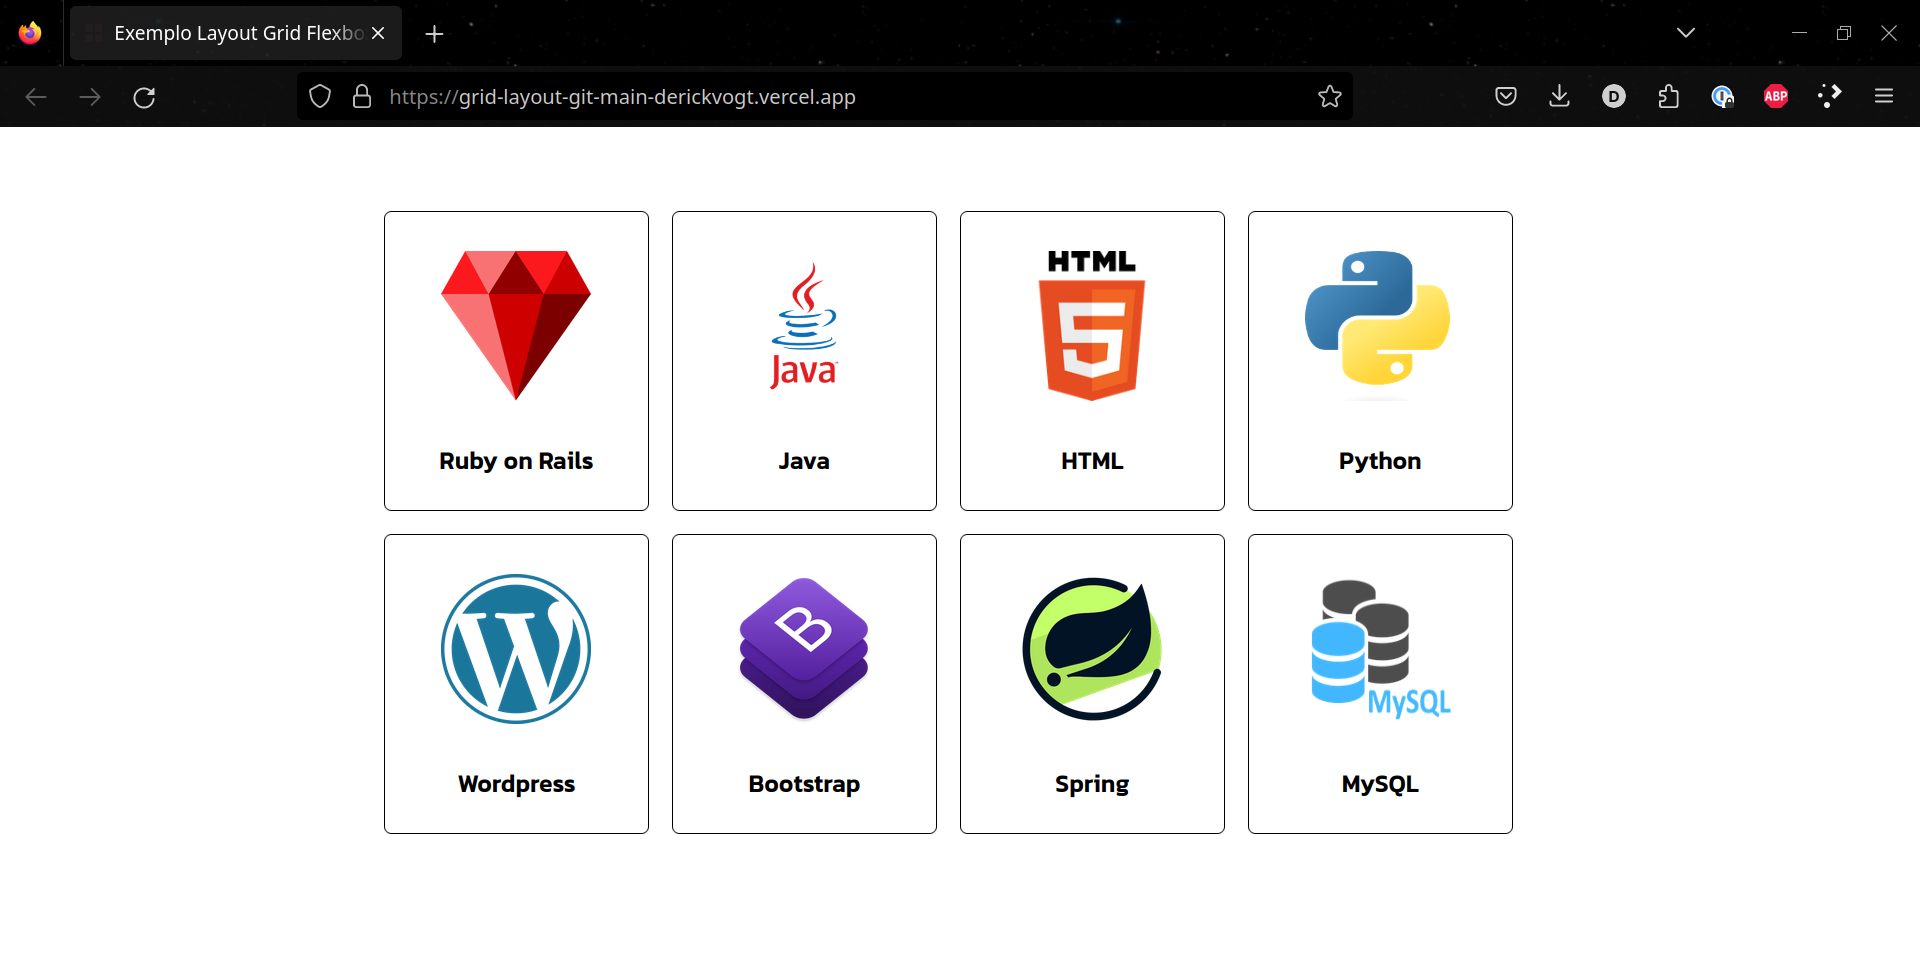 Exemplo Layout Grid Flexbo
https://grid-layout-git-main-derickvogt.vercel.app
D
ABP
HTML
5
Java
Ruby on Rails
Java
HTML
Python
W
B
MySQL
Wordpress
Bootstrap
Spring
MySQL